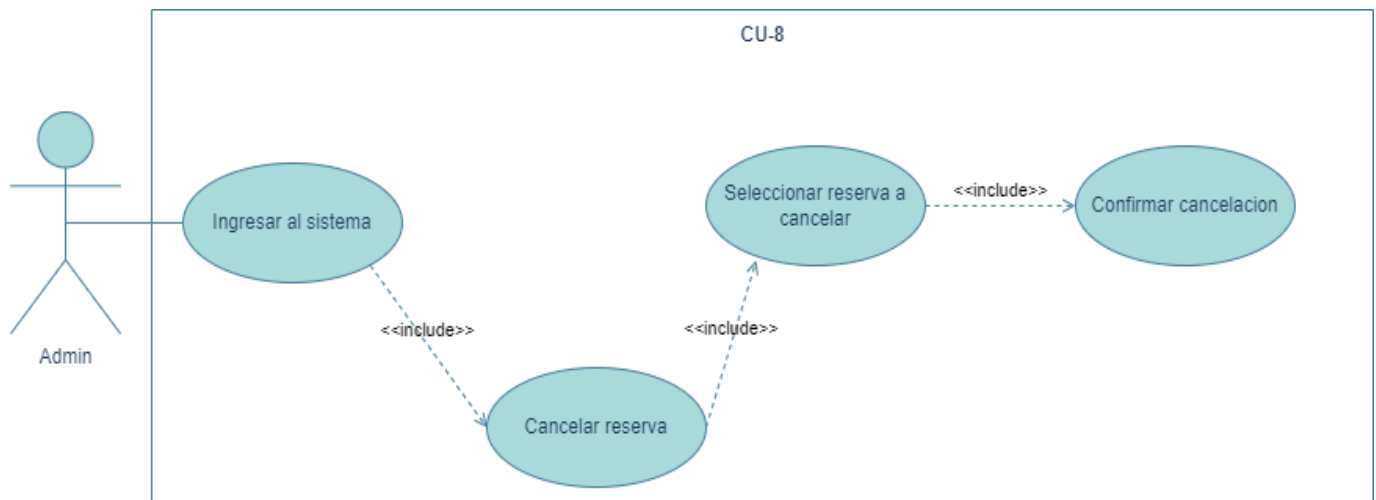 CU-8
Ingresar al sistema
Seleccionar reserva a
cancelar
<<include>>
Confirmar cancelacion
<<include>>
<<include>>
Admin
Cancelar reserva